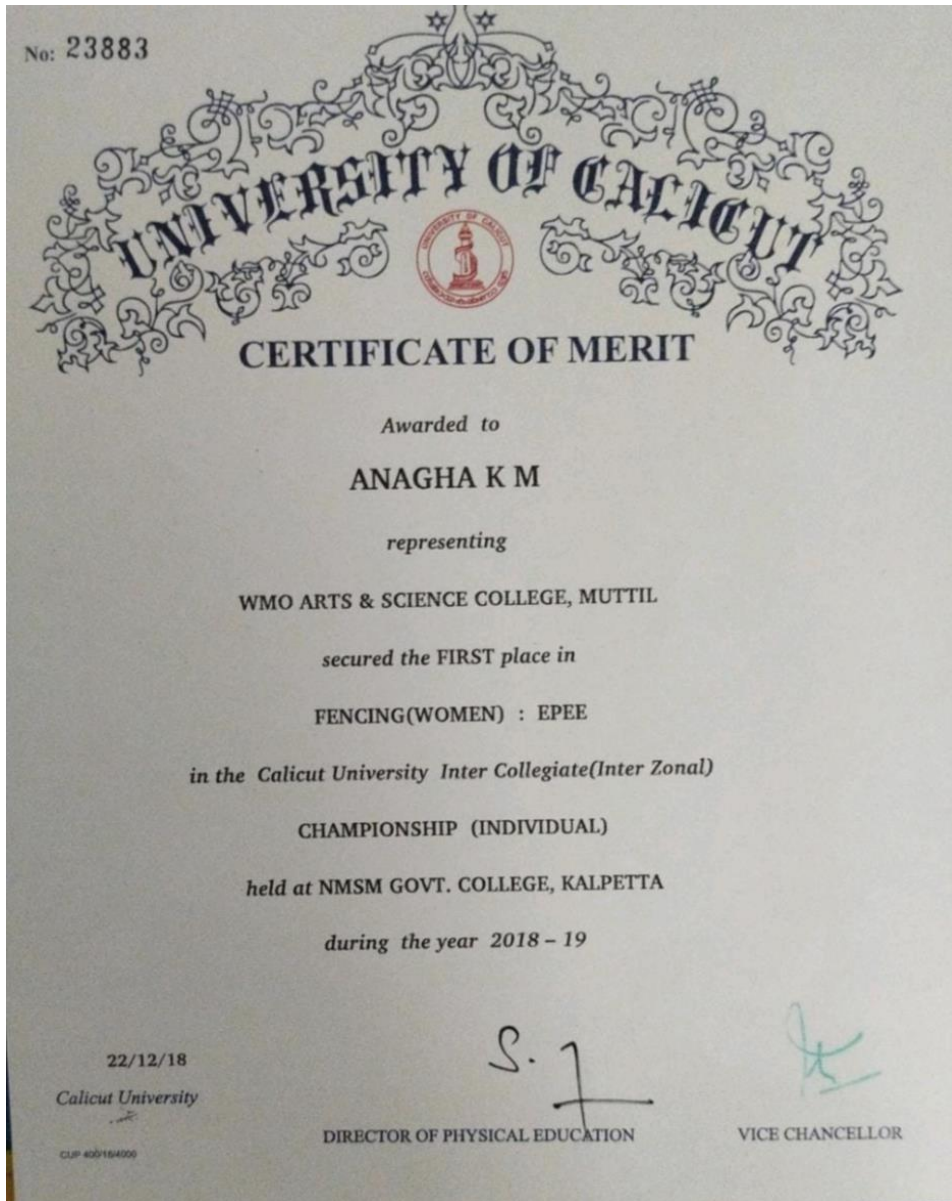 No: 23883
UNIVERSITY OF CALICUT
UNIVERSITY OF CALICUT
CERTIFICATE OF MERIT
Awarded to
ANAGHA K M
representing
WMO ARTS & SCIENCE COLLEGE, MUTTIL
secured the FIRST place in
FENCING(WOMEN) : EPEE
in the Calicut University Inter Collegiate(Inter Zonal)
CHAMPIONSHIP (INDIVIDUAL)
held at NMSM GOVT. COLLEGE, KALPETTA
during the year 2018 – 19
22/12/18
Calicut University
DIRECTOR OF PHYSICAL EDUCATION
VICE CHANCELLOR